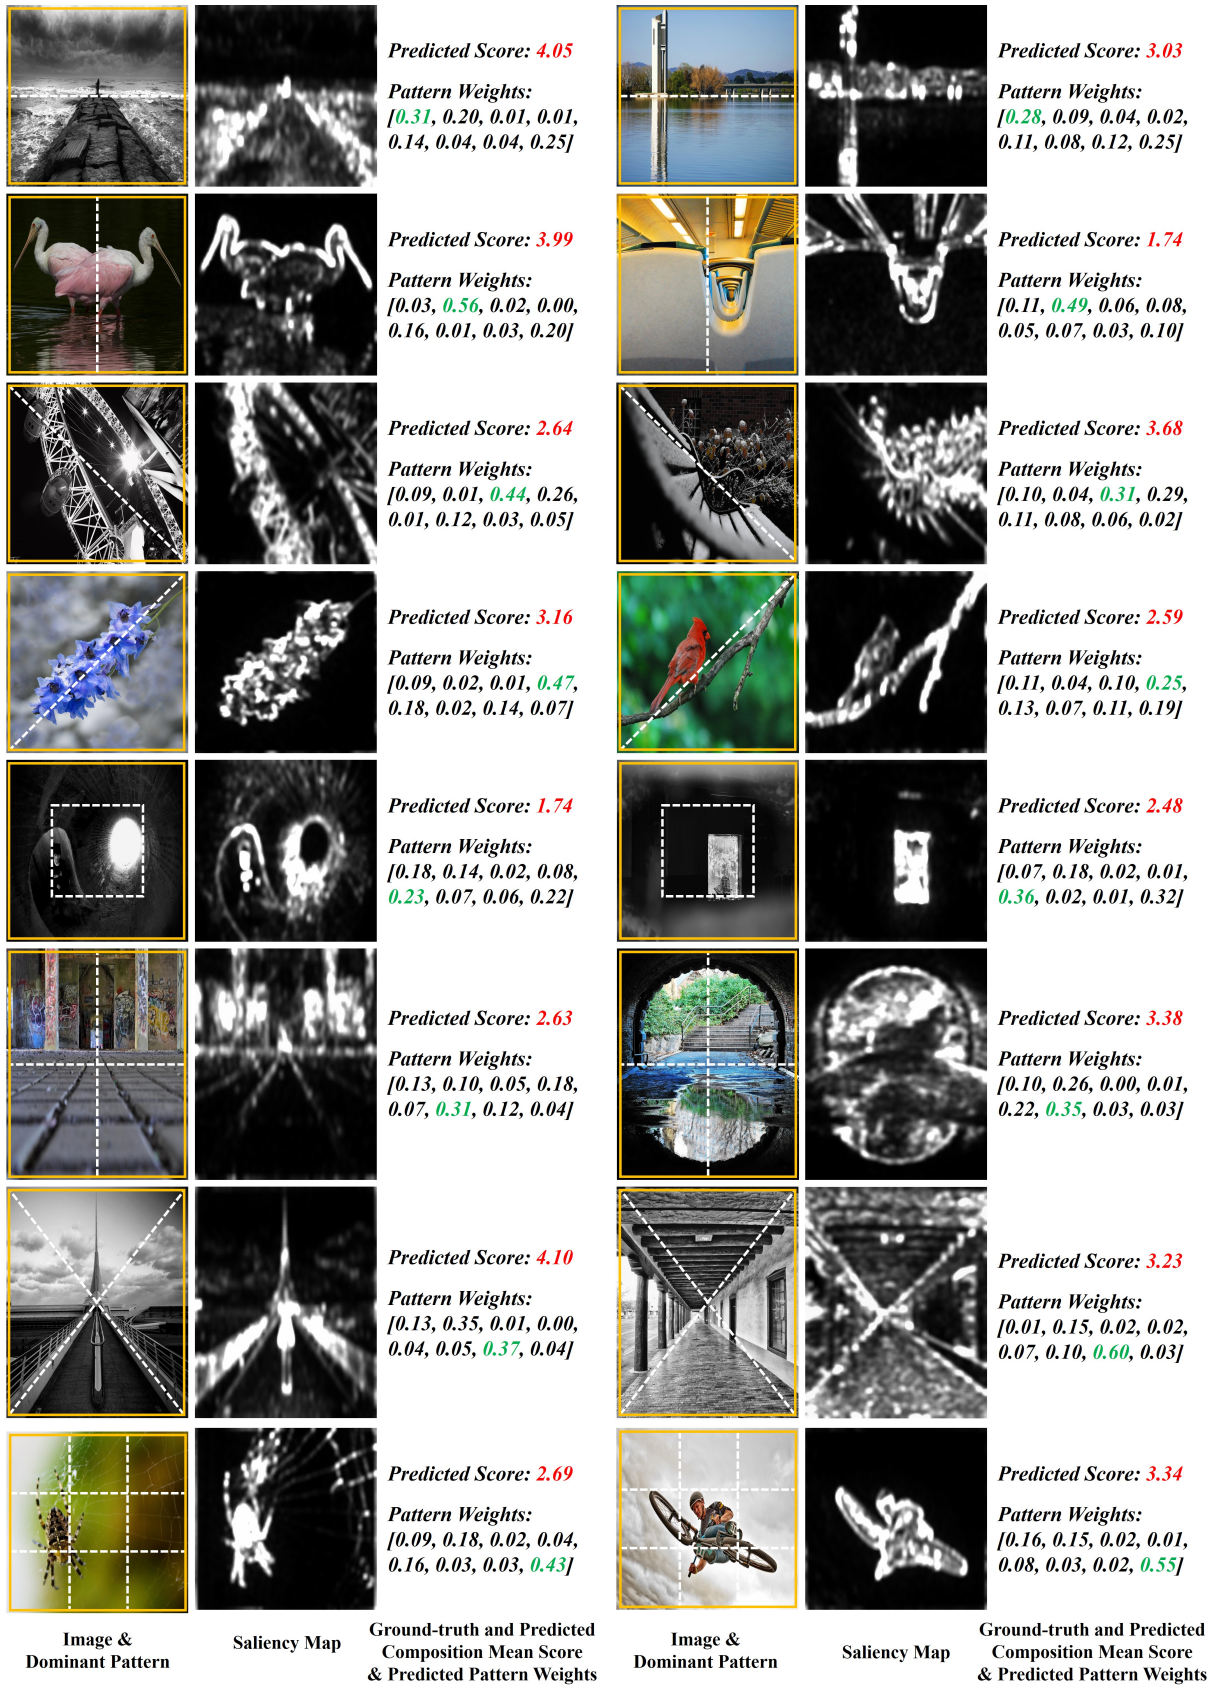 Predicted Score: 4.05
Pattern Weights:
[0.31, 0.20, 0.01, 0.01,
0.14, 0.04, 0.04, 0.25]
Predicted Score: 3.03
Pattern Weights:
[0.28, 0.09, 0.04, 0.02,
0.11, 0.08, 0.12, 0.25]
Predicted Score: 3.99
Pattern Weights:
[0.03, 0.56, 0.02, 0.00,
0.16, 0.01, 0.03, 0.20]
Predicted Score: 1.74
Pattern Weights:
[0.11, 0.49, 0.06, 0.08,
0.05, 0.07, 0.03, 0.10]
Predicted Score: 2.64
Pattern Weights:
[0.09, 0.01, 0.44, 0.26,
0.01, 0.12, 0.03, 0.05]
Predicted Score: 3.68
Pattern Weights:
[0.10, 0.04, 0.31, 0.29,
0.11, 0.08, 0.06, 0.02]
Predicted Score: 3.16
Pattern Weights:
[0.09, 0.02, 0.01, 0.47,
0.18, 0.02, 0.14, 0.07]
Predicted Score: 2.59
Pattern Weights:
[0.11, 0.04, 0.10, 0.25,
0.13, 0.07, 0.11, 0.19]
Predicted Score: 1.74
Pattern Weights:
[0.18, 0.14, 0.02, 0.08,
0.23, 0.07, 0.06, 0.22]
Predicted Score: 2.48
Pattern Weights:
[0.07, 0.18, 0.02, 0.01,
0.36, 0.02, 0.01, 0.32]
Predicted Score: 2.63
Pattern Weights:
[0.13, 0.10, 0.05, 0.18,
0.07, 0.31, 0.12, 0.04]
Predicted Score: 3.38
Pattern Weights:
[0.10, 0.26, 0.00, 0.01,
0.22, 0.35, 0.03, 0.03]
Predicted Score: 4.10
Pattern Weights:
[0.13, 0.35, 0.01, 0.00,
0.04, 0.05, 0.37, 0.04]
Predicted Score: 3.23
Pattern Weights:
[0.01, 0.15, 0.02, 0.02,
0.07, 0.10, 0.60, 0.03]
Predicted Score: 2.69
Pattern Weights:
[0.09, 0.18, 0.02, 0.04,
0.16, 0.03, 0.03, 0.43]
Predicted Score: 3.34
Pattern Weights:
[0.16, 0.15, 0.02, 0.01,
0.08, 0.03, 0.02, 0.55]
Image &
Dominant Pattern
Saliency Map
Ground-truth and Predicted
Composition Mean Score
& Predicted Pattern Weights
Image &
Dominant Pattern
Saliency Map
Ground-truth and Predicted
Composition Mean Score
& Predicted Pattern Weights